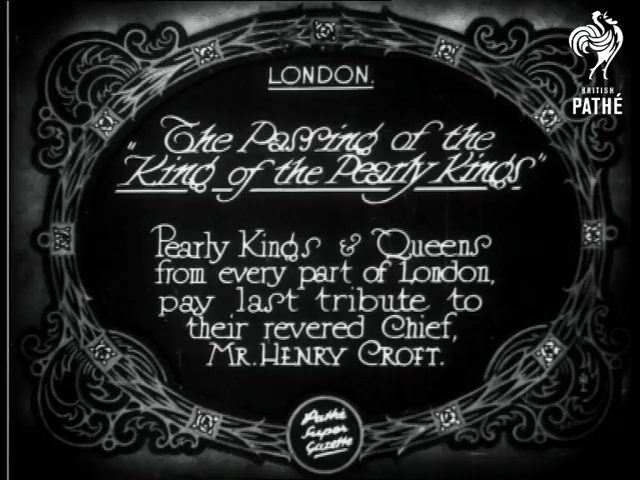 BRITISH
PATHÉ
LONDON.
"The Passing of the
King of the Pearly Kings"
Pearly Kings & Queens
from every part of London,
pay last tribute to
their revered Chief,
MR. HENRY CROFT.
Pathé
Super
Gazette